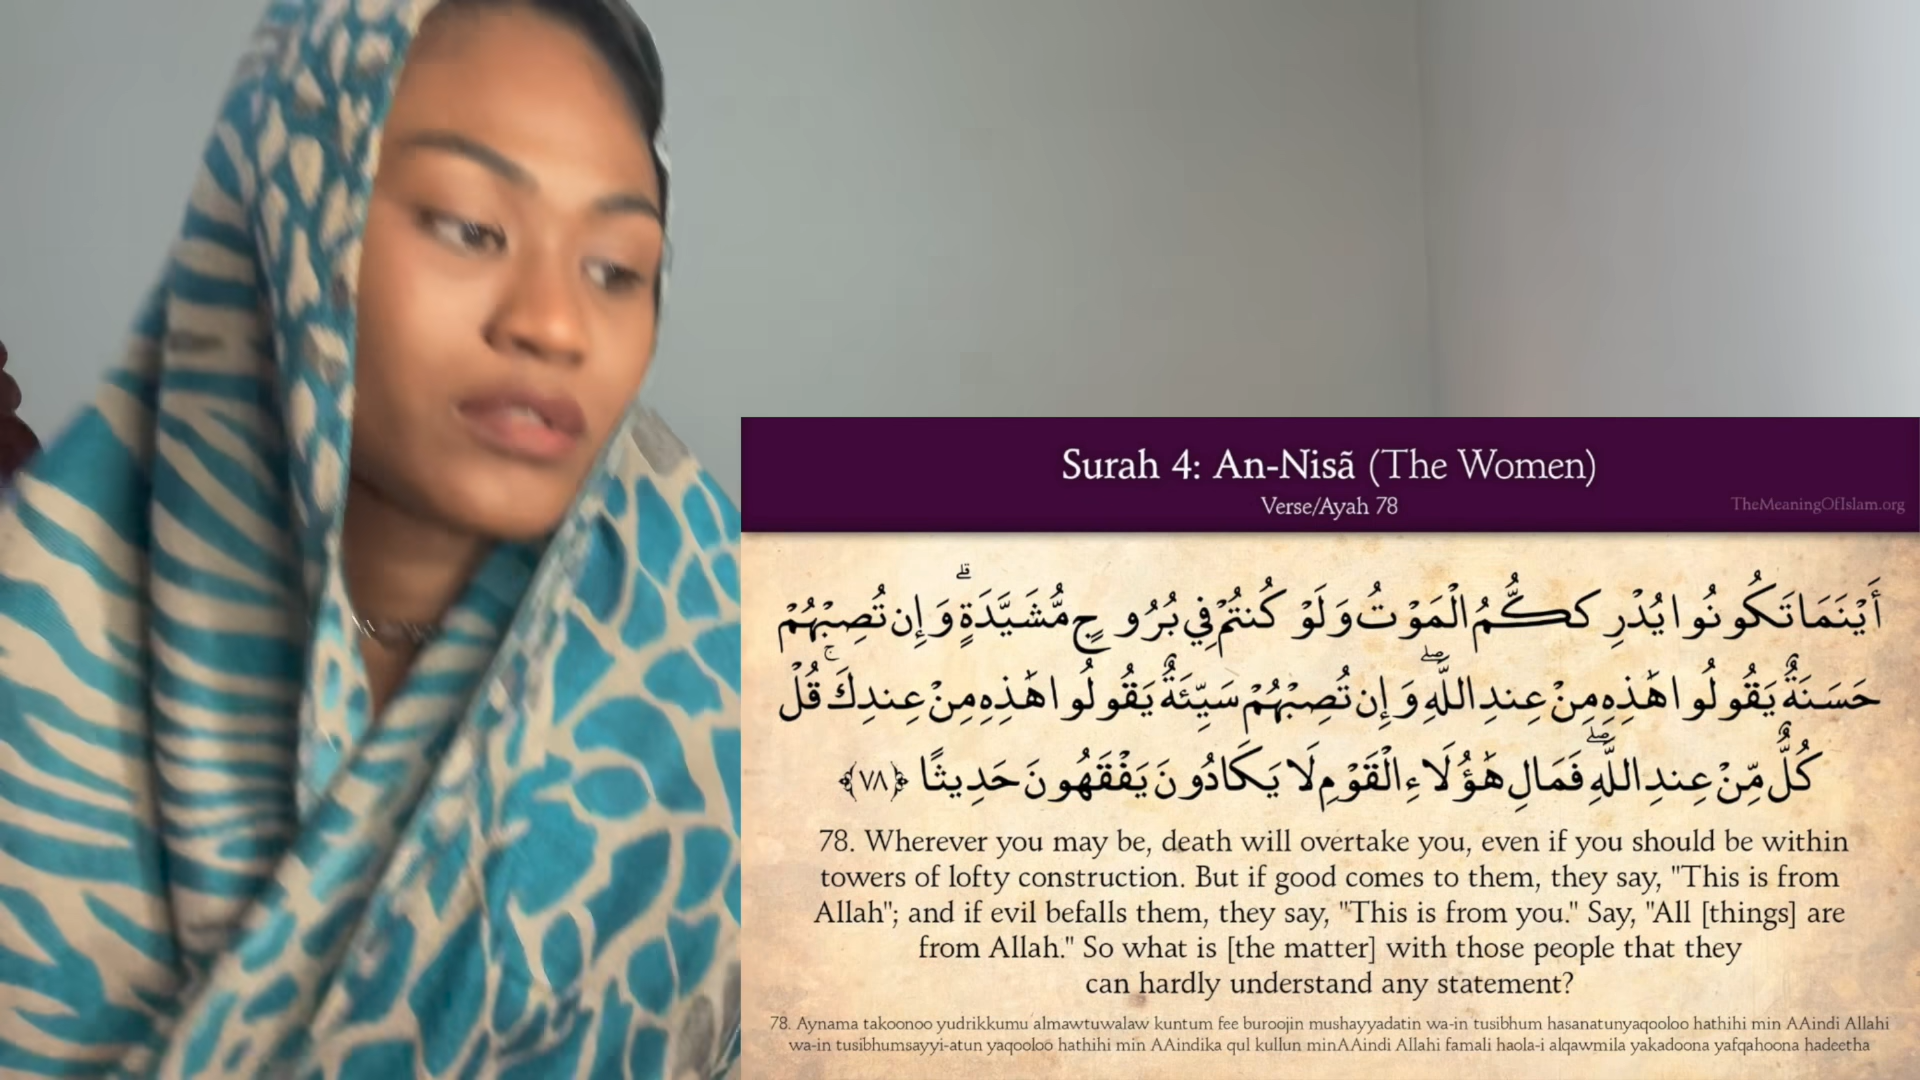 Surah 4: An-Nisã (The Women)
Verse/Ayah 78
TheMeaningOfIslam.org
أَيْنَمَا تَكُونُوا يُدْرِككُّمُ الْمَوْتُ وَلَوْ كُنتُمْ فِي بُرُوجٍ مُّشَيَّدَةٍ ۗ وَإِن تُصِبْهُمْ
حَسَنَةٌ يَقُولُوا هَٰذِهِ مِنْ عِندِ اللَّهِ ۖ وَإِن تُصِبْهُمْ سَيِّئَةٌ يَقُولُوا هَٰذِهِ مِنْ عِندِكَ ۚ قُلْ
كُلٌّ مِّنْ عِندِ اللَّهِ ۖ فَمَالِ هَٰؤُلَاءِ الْقَوْمِ لَا يَكَادُونَ يَفْقَهُونَ حَدِيثًا ﴿٧٨﴾
78. Wherever you may be, death will overtake you, even if you should be within
towers of lofty construction. But if good comes to them, they say, "This is from
Allah"; and if evil befalls them, they say, "This is from you." Say, "All [things] are
from Allah." So what is [the matter] with those people that they
can hardly understand any statement?
78. Aynama takoonoo yudrikkumu almawtuwalaw kuntum fee buroojin mushayyadatin wa-in tusibhum hasanatunyaqooloo hathihi min AAindi Allahi
wa-in tusibhumsayyi-atun yaqooloo hathihi min AAindika qul kullun minAAindi Allahi famali haola-i alqawmila yakadoona yafqahoona hadeetha